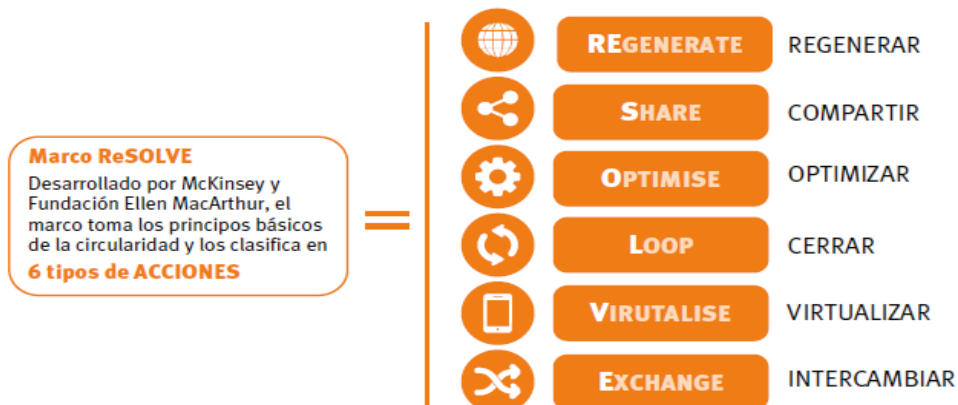 Marco ReSOLVE
Desarrollado por McKinsey y
Fundación Ellen MacArthur, el
marco toma los principos básicos
de la circularidad y los clasifica en
6 tipos de ACCIONES
=
REGENERATE REGENERAR
SHARE COMPARTIR
OPTIMISE OPTIMIZAR
LOOP CERRAR
VIRUTALISE VIRTUALIZAR
EXCHANGE INTERCAMBIAR